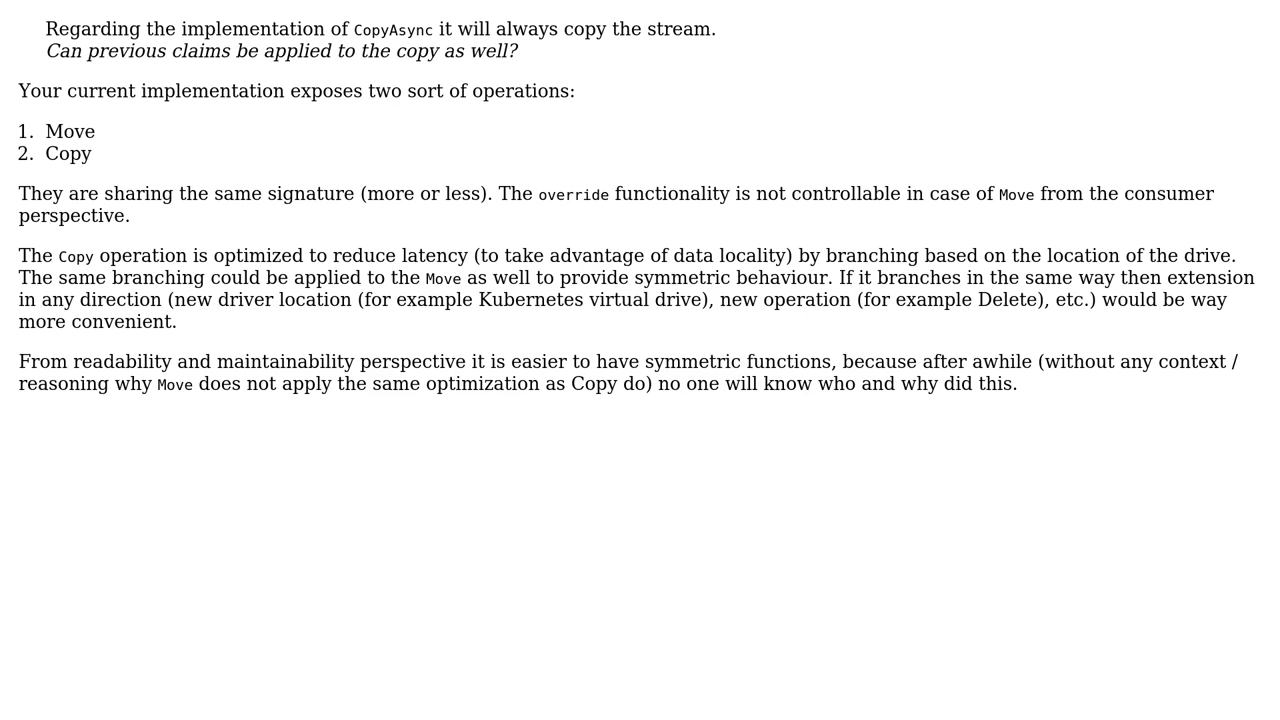 Regarding the implementation of CopyAsync it will always copy the stream.
Can previous claims be applied to the copy as well?
Your current implementation exposes two sort of operations:
1. Move
2. Copy
They are sharing the same signature (more or less). The override functionality is not controllable in case of Move from the consumer
perspective.
The Copy operation is optimized to reduce latency (to take advantage of data locality) by branching based on the location of the drive.
The same branching could be applied to the Move as well to provide symmetric behaviour. If it branches in the same way then extension
in any direction (new driver location (for example Kubernetes virtual drive), new operation (for example Delete), etc.) would be way
more convenient.
From readability and maintainability perspective it is easier to have symmetric functions, because after awhile (without any context /
reasoning why Move does not apply the same optimization as Copy do) no one will know who and why did this.